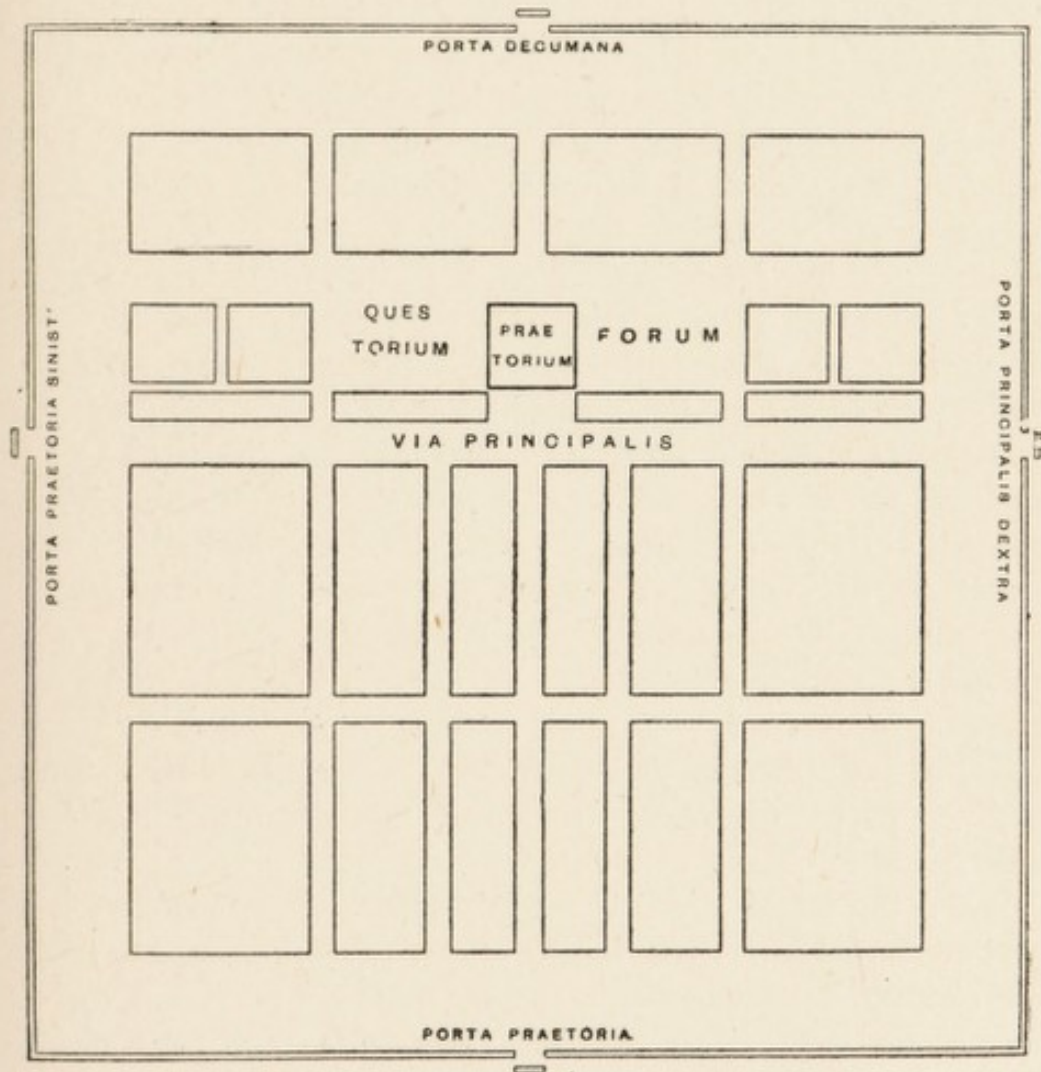 PORTA DECUMANA
PORTA PRAETORIA SINIST'
QUES
TORIUM
PRAE
TORIUM
FORUM
PORTA PRINCIPALIS DEXTRA
VIA PRINCIPALIS
PORTA PRAETORIA.